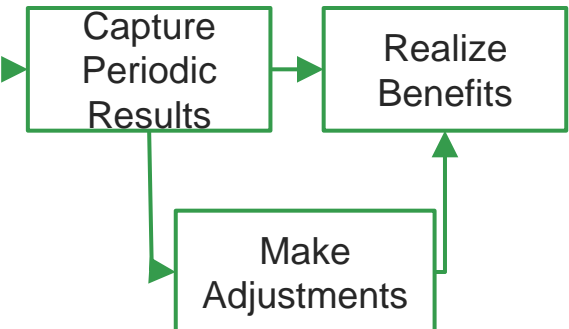 Capture
Periodic
Results
Realize
Benefits
Make
Adjustments